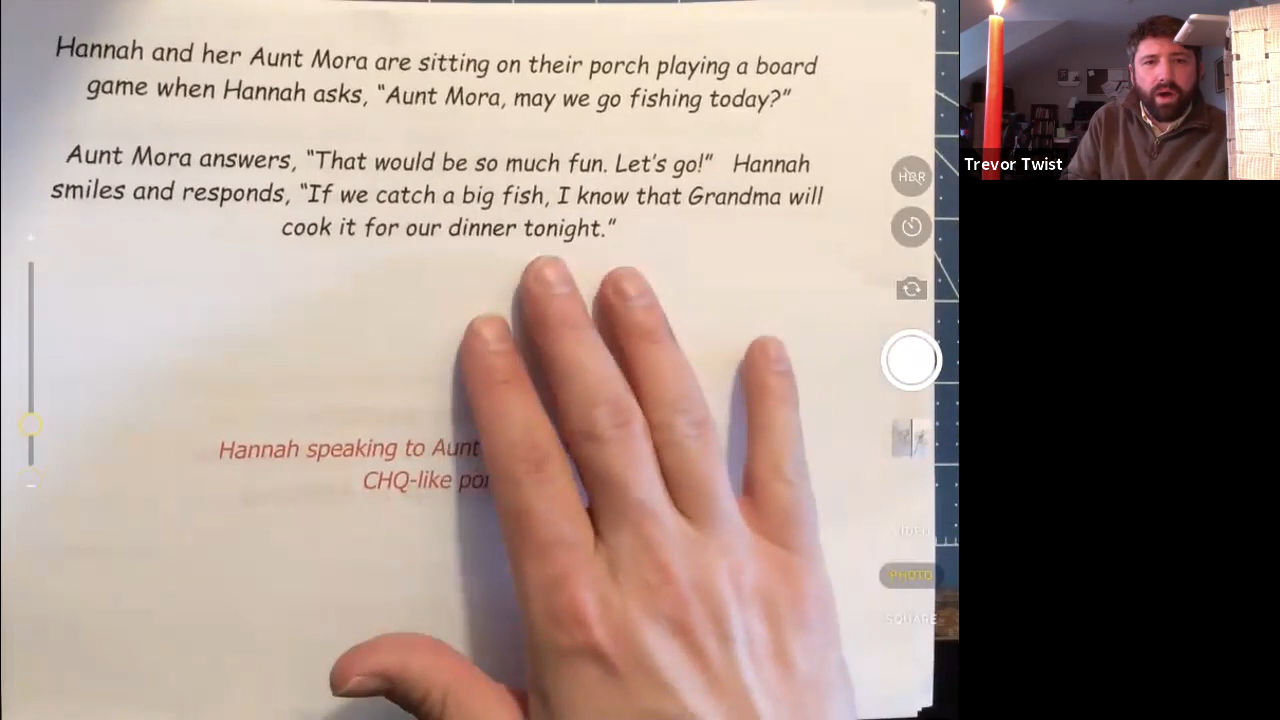 Hannah and her Aunt Mora are sitting on their porch playing a board
game when Hannah asks, “Aunt Mora, may we go fishing today?”
Aunt Mora answers, “That would be so much fun. Let's go!” Hannah
smiles and responds, “If we catch a big fish, I know that Grandma will
cook it for our dinner tonight.”
Hannah speaking to Aunt
CHQ-like
HDR
VIDEO
PHOTO
SQUARE
Trevor Twist